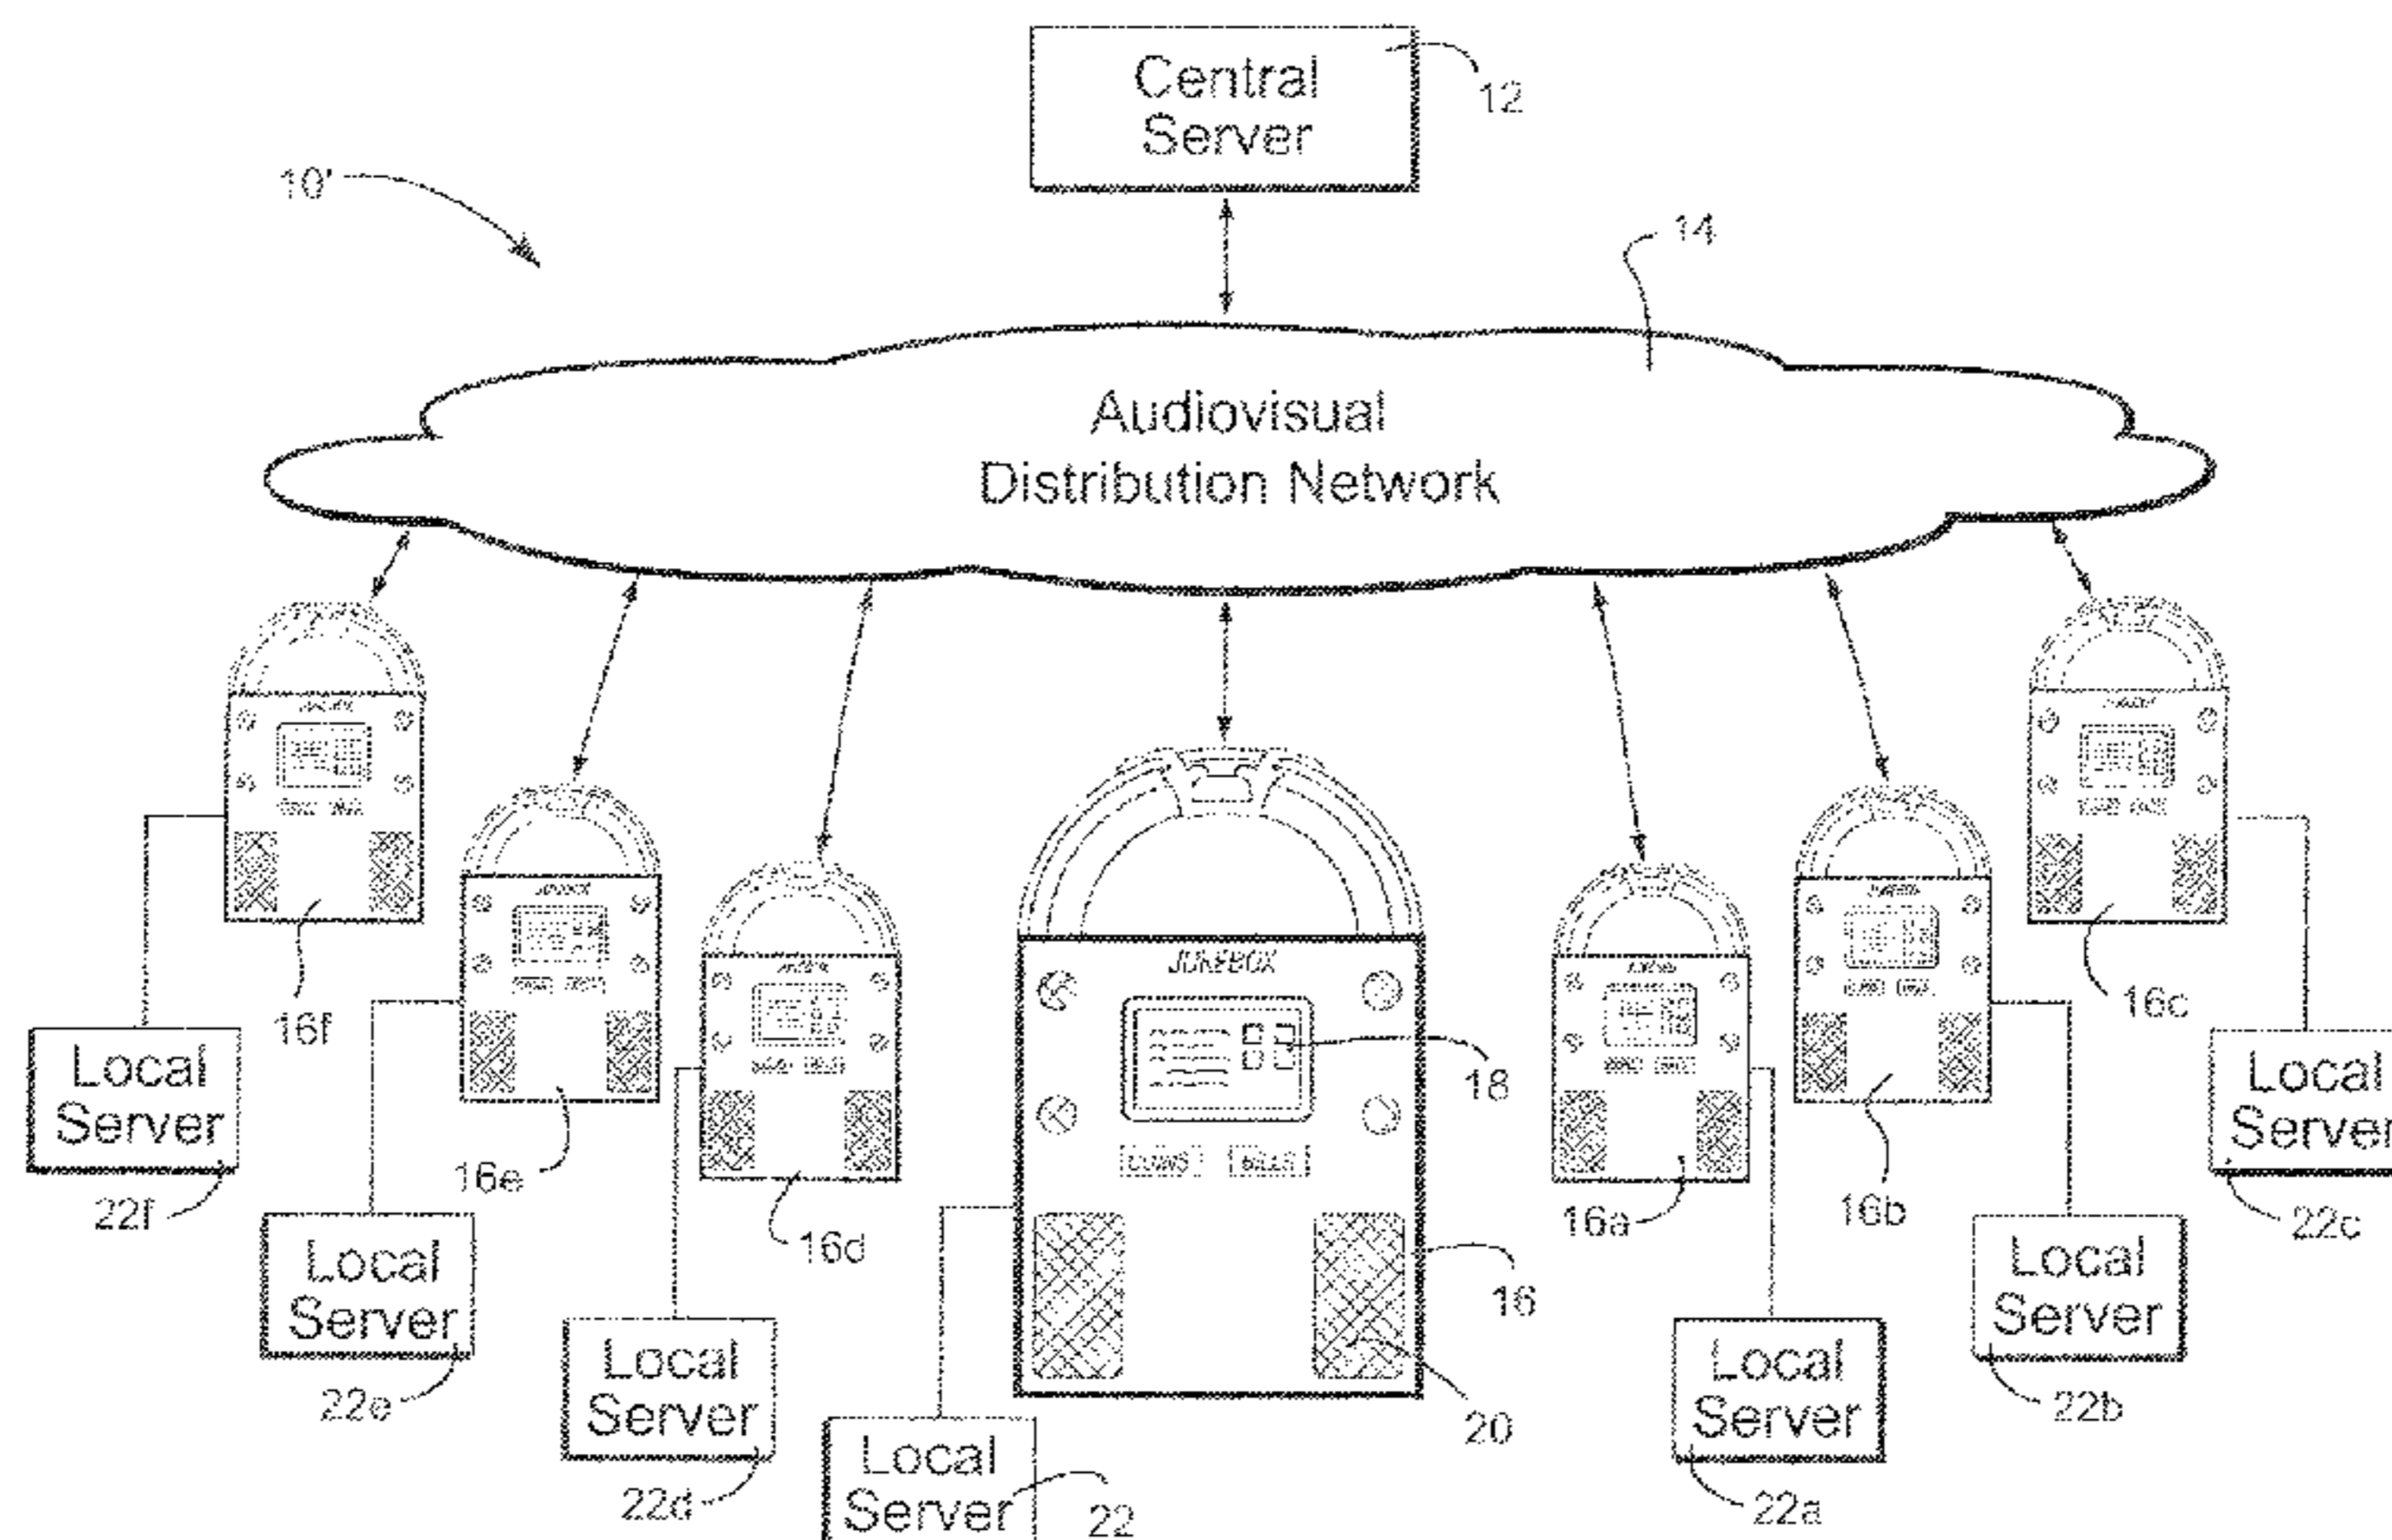 Central
Server
12
10'
14
Audiovisual
Distribution Network
JUKEBOX
18
COINS BILLS
16f
16e
16d
16a
16b
16c
16
20
Local
Server
22f
Local
Server
22e
Local
Server
22d
Local
Server
22
Local
Server
22a
Local
Server
22b
Local
Server
22c